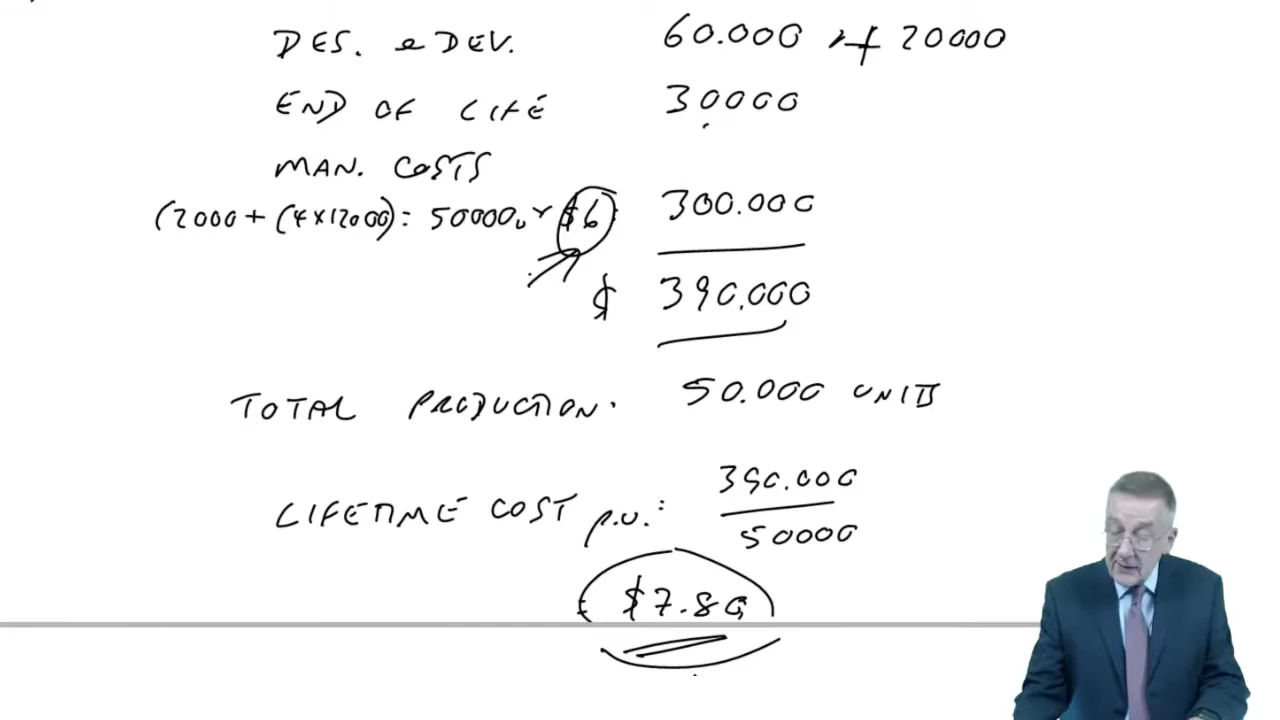 DES. & DEV. 60.000 20000
END OF LIFE 30000
MAN. COSTS
(2000 + (4×12000): 50000u × $6 300.000
$ 390.000
TOTAL PRODUCTION. 50.000 UNITS
LIFETIME COST p.u.: 390.000
50000
= $7.80